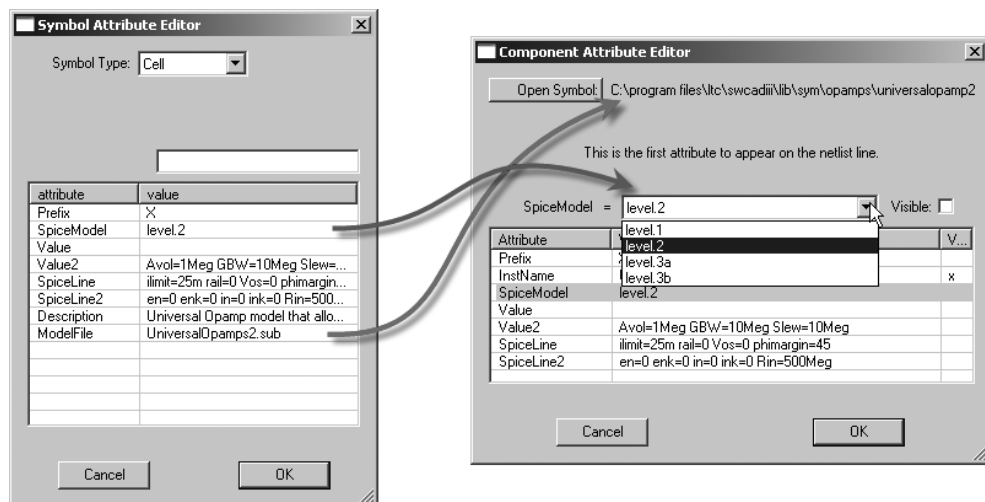 Symbol Attribute Editor
Symbol Type: Cell
attribute value
Prefix X
SpiceModel level.2
Value
Value2 Avol=1Meg GBW=10Meg Slew=...
SpiceLine ilimit=25m rail=0 Vos=0 phimargin...
SpiceLine2 en=0 enk=0 in=0 ink=0 Rin=500...
Description Universal Opamp model that allo...
ModelFile UniversalOpamps2.sub
Cancel OK
Component Attribute Editor
Open Symbol: C:\program files\ltc\swcadiii\lib\sym\opamps\universalopamp2
This is the first attribute to appear on the netlist line.
SpiceModel = level.2 Visible:
level.1
level.2
level.3a
level.3b
Attribute V...
Prefix
InstName x
SpiceModel level.2
Value
Value2 Avol=1Meg GBW=10Meg Slew=10Meg
SpiceLine ilimit=25m rail=0 Vos=0 phimargin=45
SpiceLine2 en=0 enk=0 in=0 ink=0 Rin=500Meg
Cancel OK